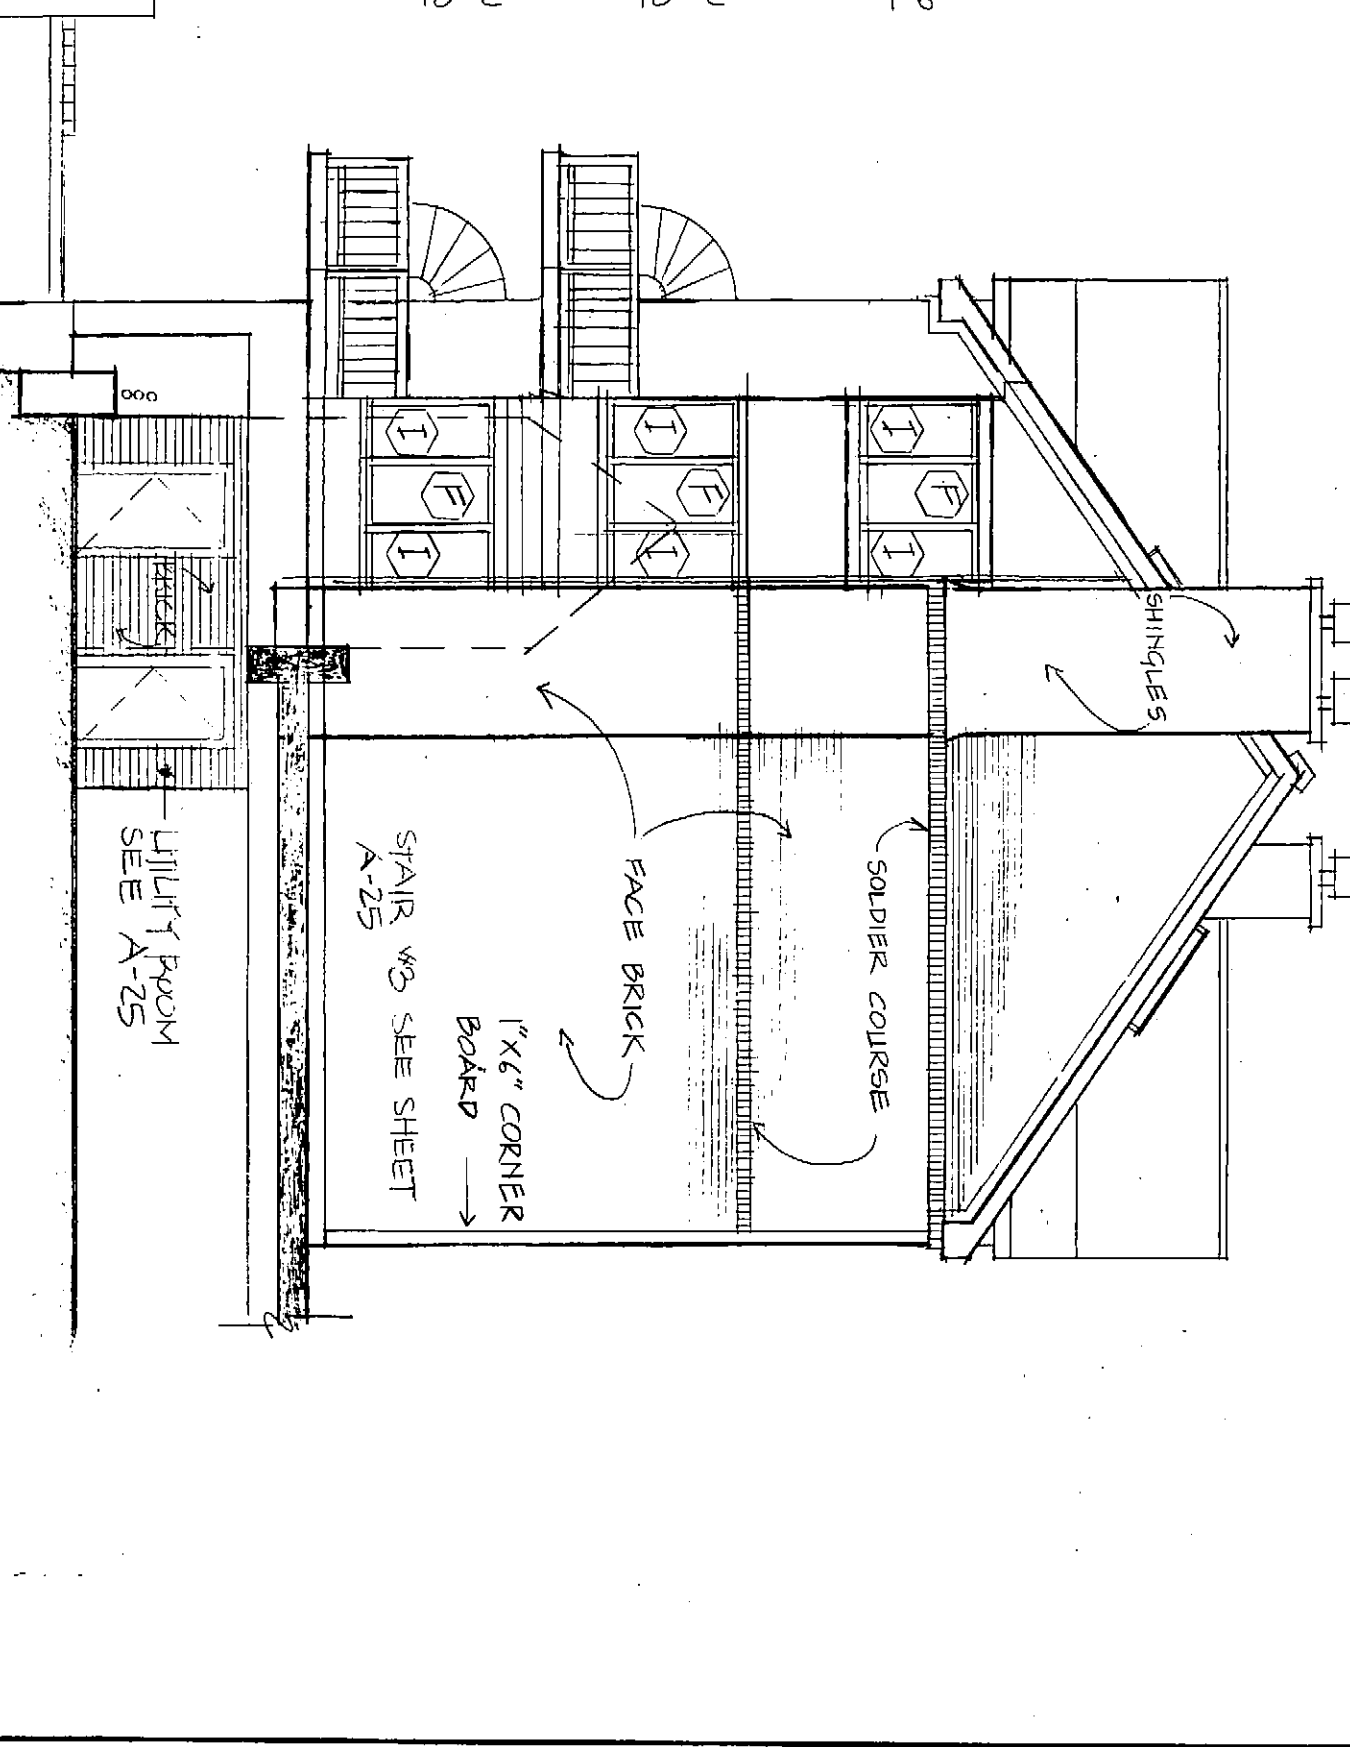 SHINGLES
SOLDIER COURSE
FACE BRICK
1"X6" CORNER
BOARD
STAIR #3 SEE SHEET
A-25
I
I
I
F
F
F
I
I
I
BRICK
UTILITY ROOM
SEE A-25